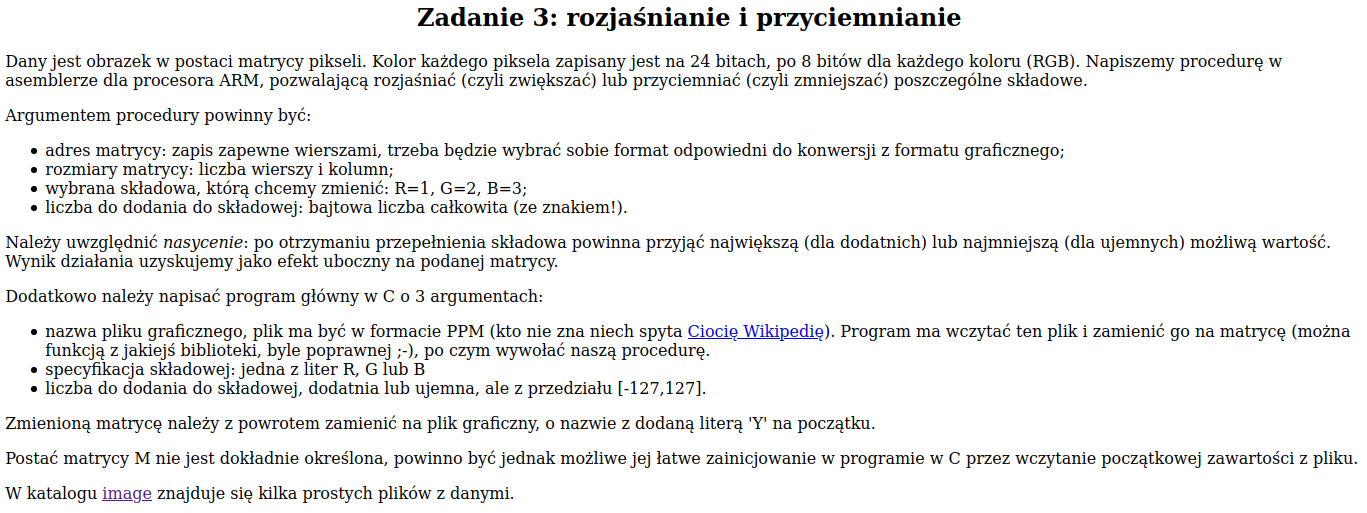 Zadanie 3: rozjaśnianie i przyciemnianie
Dany jest obrazek w postaci matrycy pikseli. Kolor każdego piksela zapisany jest na 24 bitach, po 8 bitów dla każdego koloru (RGB). Napiszemy procedurę w
asemblerze dla procesora ARM, pozwalającą rozjaśniać (czyli zwiększać) lub przyciemniać (czyli zmniejszać) poszczególne składowe.
Argumentem procedury powinny być:
• adres matrycy: zapis zapewne wierszami, trzeba będzie wybrać sobie format odpowiedni do konwersji z formatu graficznego;
• rozmiary matrycy: liczba wierszy i kolumn;
• wybrana składowa, którą chcemy zmienić: R=1, G=2, B=3;
• liczba do dodania do składowej: bajtowa liczba całkowita (ze znakiem!).
Należy uwzględnić nasycenie: po otrzymaniu przepełnienia składowa powinna przyjąć największą (dla dodatnich) lub najmniejszą (dla ujemnych) możliwą wartość.
Wynik działania uzyskujemy jako efekt uboczny na podanej matrycy.
Dodatkowo należy napisać program główny w C o 3 argumentach:
• nazwa pliku graficznego, plik ma być w formacie PPM (kto nie zna niech spyta Ciocię Wikipedię). Program ma wczytać ten plik i zamienić go na matrycę (można
funkcją z jakiejś biblioteki, byle poprawnej ;-), po czym wywołać naszą procedurę.
• specyfikacja składowej: jedna z liter R, G lub B
• liczba do dodania do składowej, dodatnia lub ujemna, ale z przedziału [-127,127].
Zmienioną matrycę należy z powrotem zamienić na plik graficzny, o nazwie z dodaną literą 'Y' na początku.
Postać matrycy M nie jest dokładnie określona, powinno być jednak możliwe jej łatwe zainicjowanie w programie w C przez wczytanie początkowej zawartości z pliku.
W katalogu image znajduje się kilka prostych plików z danymi.